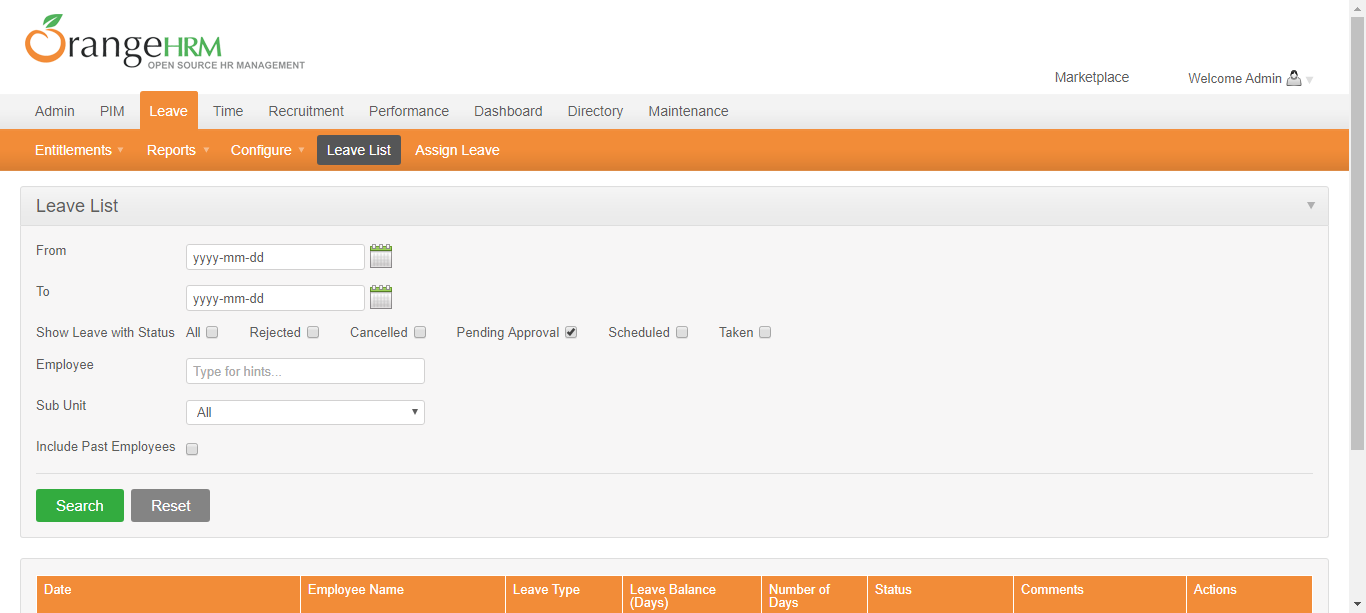 OrangeHRM
OPEN SOURCE HR MANAGEMENT
Marketplace Welcome Admin
Admin PIM Leave Time Recruitment Performance Dashboard Directory Maintenance
Entitlements Reports Configure Leave List Assign Leave
Leave List
From yyyy-mm-dd
To yyyy-mm-dd
Show Leave with Status All Rejected Cancelled Pending Approval Scheduled Taken
Employee Type for hints...
Sub Unit All
Include Past Employees
Search Reset
Date Employee Name Leave Type Leave Balance (Days) Number of Days Status Comments Actions